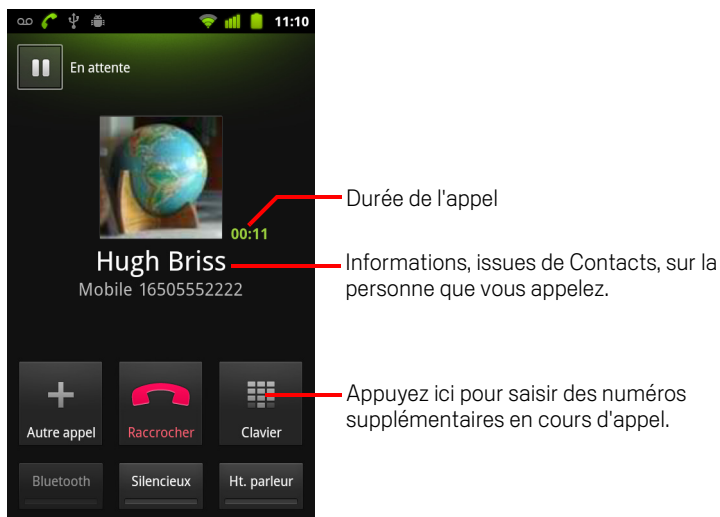 11:10
En attente
00:11
Durée de l'appel
Hugh Briss
Mobile 16505552222
Informations, issues de Contacts, sur la
personne que vous appelez.
Autre appel
Raccrocher
Clavier
Appuyez ici pour saisir des numéros
supplémentaires en cours d'appel.
Bluetooth
Silencieux
Ht. parleur